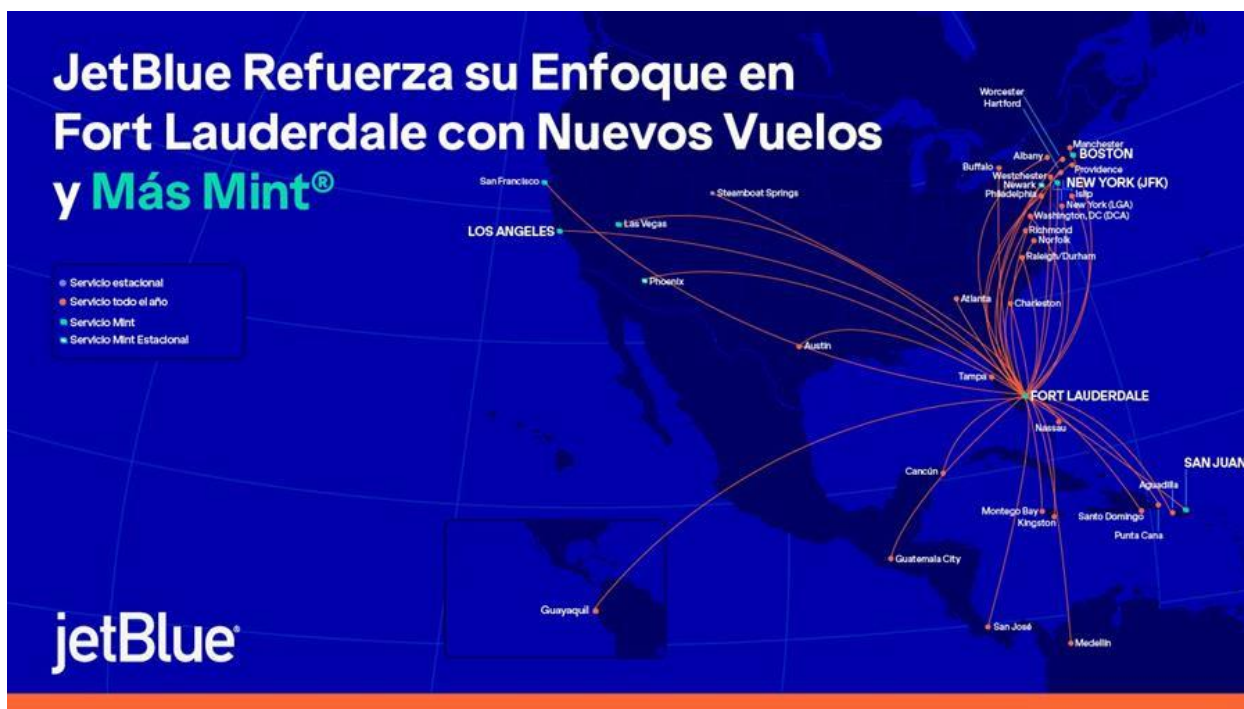 JetBlue Refuerza su Enfoque en
Fort Lauderdale con Nuevos Vuelos
y Más Mint®
Servicio estacional
Servicio todo el año
Servicio Mint
Servicio Mint Estacional
San Francisco
LOS ANGELES
Las Vegas
Phoenix
Steamboat Springs
Austin
Worcester
Hartford
Manchester
BOSTON
Albany
Buffalo
Providence
Westchester
Newark
NEW YORK (JFK)
Philadelphia
Islip
New York (LGA)
Washington, DC (DCA)
Richmond
Norfolk
Raleigh/Durham
Atlanta
Charleston
Tampa
FORT LAUDERDALE
Nassau
Cancún
SAN JUAN
Aguadilla
Montego Bay
Kingston
Santo Domingo
Punta Cana
Guatemala City
Guayaquil
San José
Medellín
jetBlue®